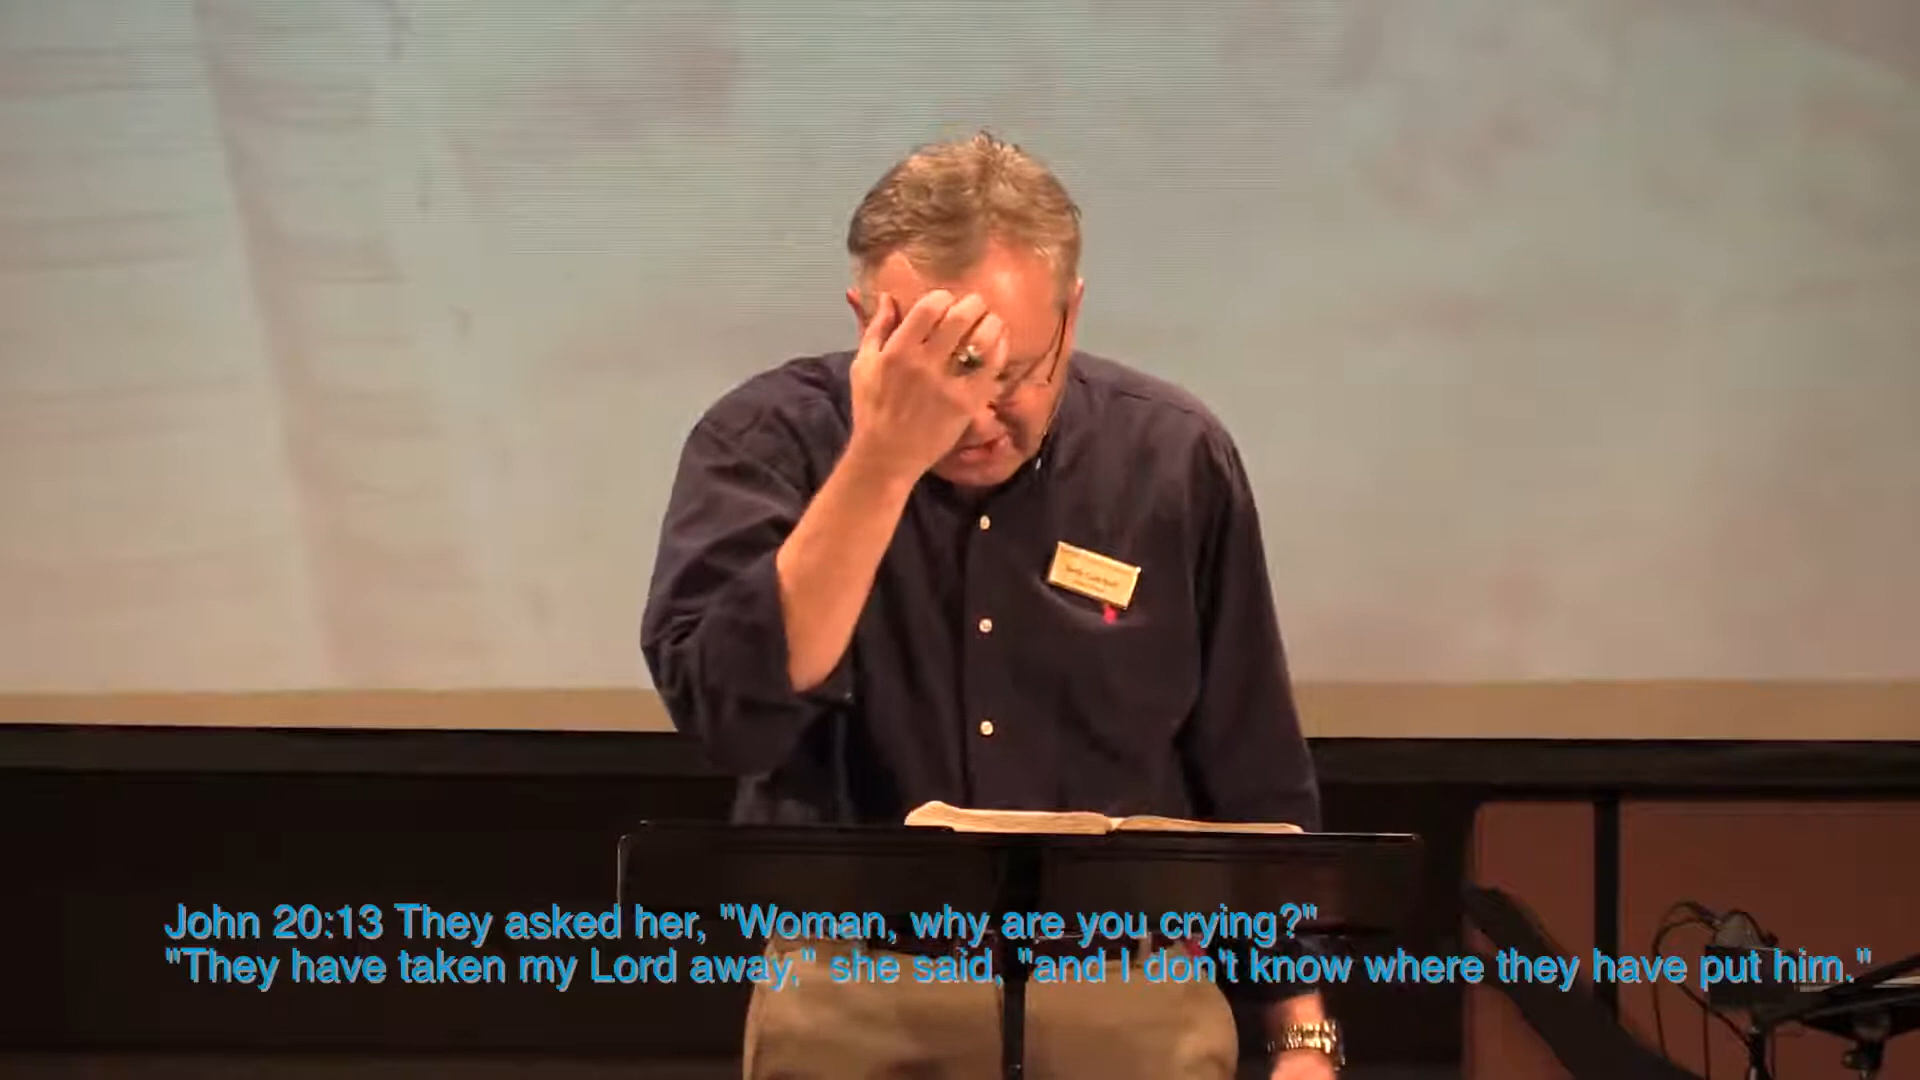 John 20:13 They asked her, "Woman, why are you crying?"
"They have taken my Lord away," she said, "and I don't know where they have put him."